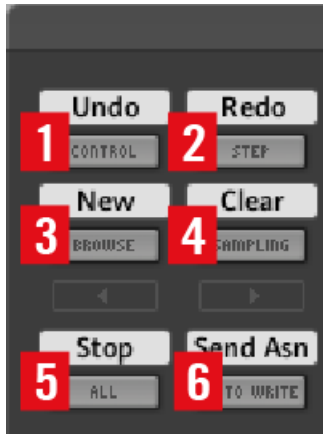 Undo Redo
1 CONTROL 2 STEP
New Clear
3 BROWSE 4 SAMPLING
Stop Send Asn
5 ALL 6 TO WRITE